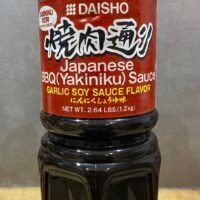 DAISHO
焼肉通り
Japanese
BBQ (Yakiniku) Sauce
GARLIC SOY SAUCE FLAVOR
にんにくしょうゆ味
NET WT. 2.64 LBS.(1.2kg)